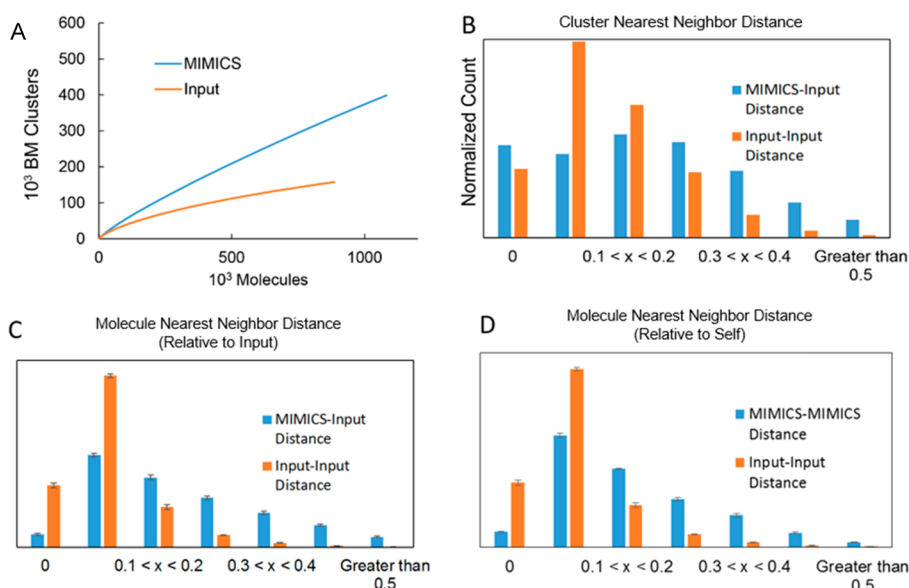 A
600
500
400
300
200
100
0
10³ BM Clusters
MIMICS
Input
0
500
1000
10³ Molecules
B
Cluster Nearest Neighbor Distance
Normalized Count
MIMICS-Input
Distance
Input-Input
Distance
0
0.1 < x < 0.2
0.3 < x < 0.4
Greater than
0.5
C
Molecule Nearest Neighbor Distance
(Relative to Input)
MIMICS-Input
Distance
Input-Input
Distance
0
0.1 < x < 0.2
0.3 < x < 0.4
Greater than
0.5
D
Molecule Nearest Neighbor Distance
(Relative to Self)
MIMICS-MIMICS
Distance
Input-Input
Distance
0
0.1 < x < 0.2
0.3 < x < 0.4
Greater than
0.5